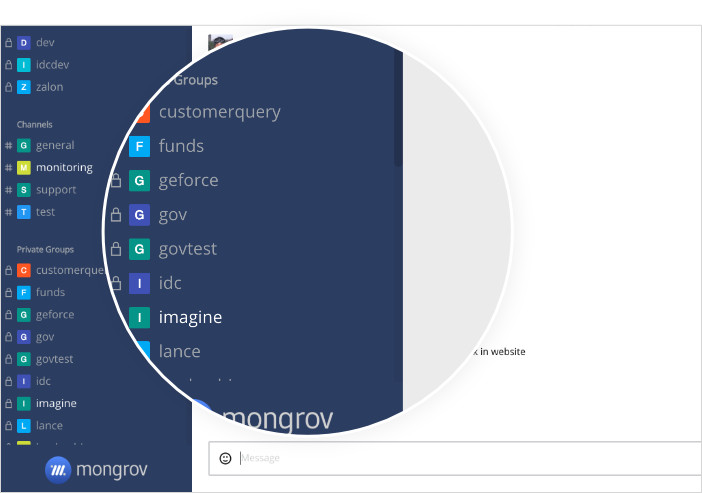 D dev
I idcdev
Z zalon
Channels
# G general
# M monitoring
# S support
# T test
Private Groups
C customerque
F funds
G geforce
G gov
G govtest
I idc
I imagine
L lance
mongrov
Groups
customerquery
F funds
G geforce
G gov
G govtest
I idc
I imagine
lance
mongrov
in website
Message